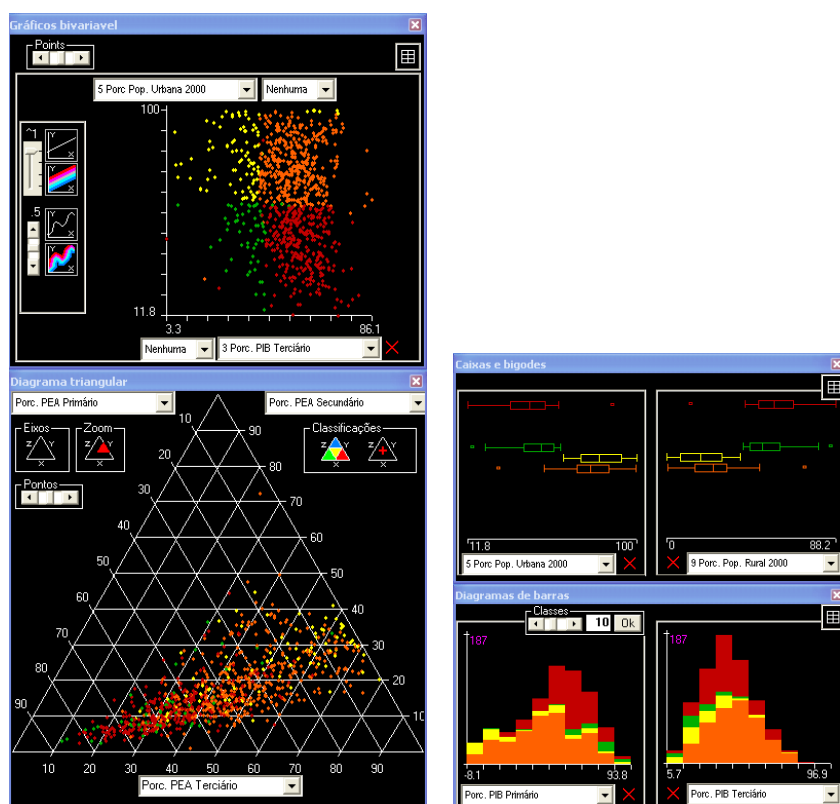 Gráficos bivariavel
Points
5 Porc Pop. Urbana 2000
Nenhuma
100
^1
Y
X
Y
X
.5
Y
X
Y
X
11.8
3.3
86.1
Nenhuma
3 Porc. PIB Terciário
Diagrama triangular
Porc. PEA Primário
Porc. PEA Secundário
Eixos
Z Y
X
Zoom
Z Y
X
Classificações
Z Y
X
Z Y
X
Pontos
10
20
30
40
50
60
70
80
90
90
80
70
60
50
40
30
20
10
20
30
40
50
60
70
80
90
Porc. PEA Terciário
Caixas e bigodes
11.8
100
0
88.2
5 Porc Pop. Urbana 2000
9 Porc. Pop. Rural 2000
Diagramas de barras
Classes
10
Ok
187
187
-8.1
93.8
5.7
96.9
Porc. PIB Primário
Porc. PIB Terciário